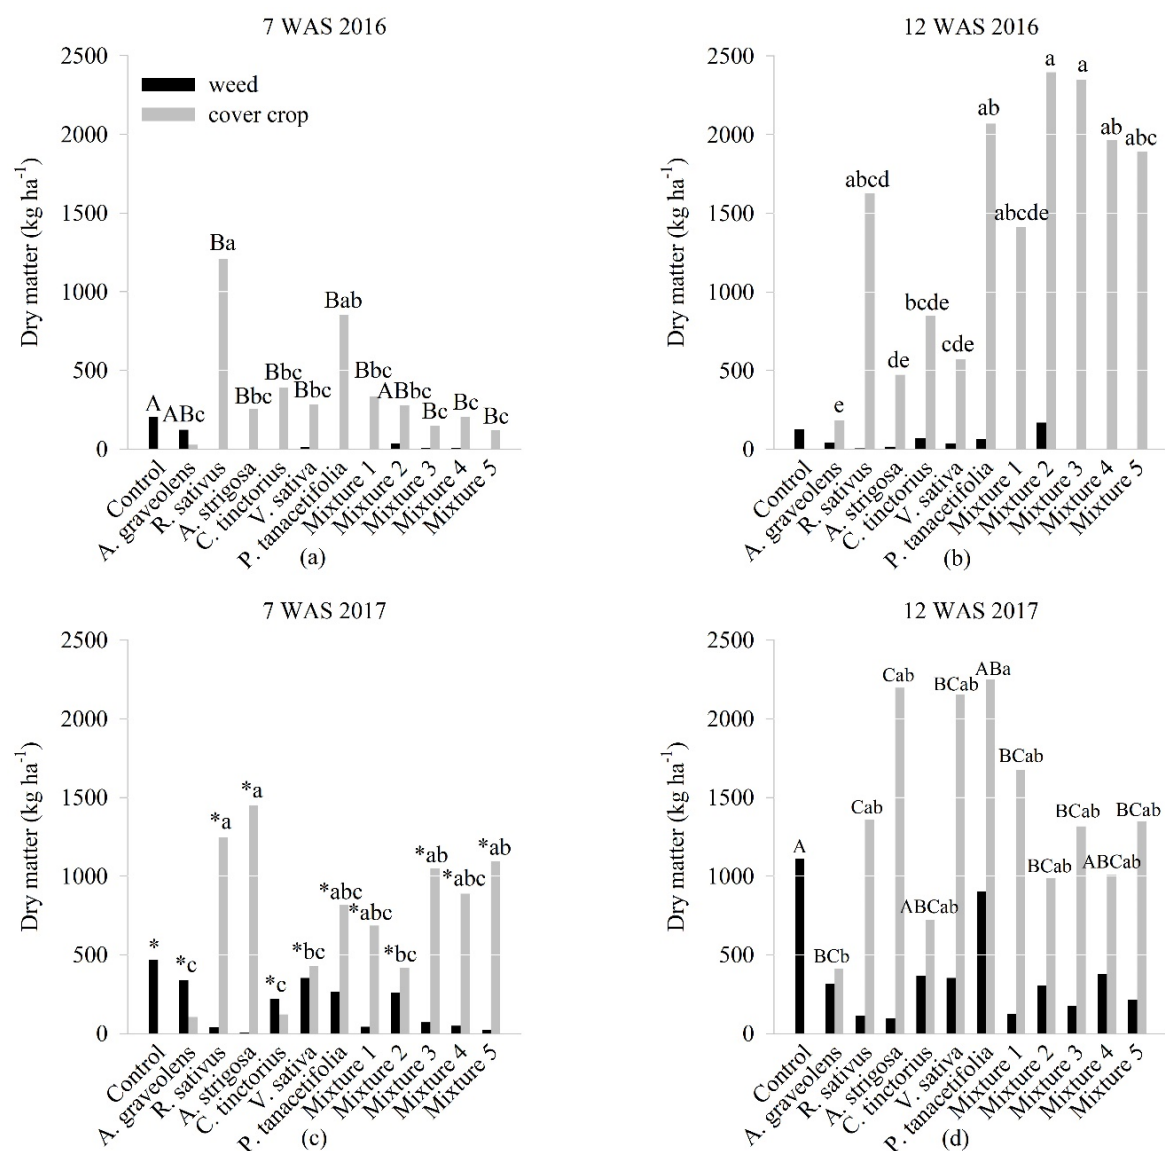 7 WAS 2016
2500
2000
1500
1000
500
0
Dry matter (kg ha-1)
weed
cover crop
A
ABc
Ba
Bbc
Bbc
Bbc
Bab
Bbc
ABbc
Bc
Bc
Bc
Control
A. graveolens
R. sativus
A. strigosa
C. tinctorius
V. sativa
P. tanacetifolia
Mixture 1
Mixture 2
Mixture 3
Mixture 4
Mixture 5
(a)
12 WAS 2016
2500
2000
1500
1000
500
0
Dry matter (kg ha-1)
e
abcd
de
bcde
cde
ab
abcde
a
a
ab
abc
Control
A. graveolens
R. sativus
A. strigosa
C. tinctorius
V. sativa
P. tanacetifolia
Mixture 1
Mixture 2
Mixture 3
Mixture 4
Mixture 5
(b)
7 WAS 2017
2500
2000
1500
1000
500
0
Dry matter (kg ha-1)
*
*c
*a
*a
*c
*bc
*abc
*abc
*bc
*ab
*abc
*ab
Control
A. graveolens
R. sativus
A. strigosa
C. tinctorius
V. sativa
P. tanacetifolia
Mixture 1
Mixture 2
Mixture 3
Mixture 4
Mixture 5
(c)
12 WAS 2017
2500
2000
1500
1000
500
0
Dry matter (kg ha-1)
A
BCb
Cab
Cab
ABCab
BCab
ABa
BCab
BCab
BCab
ABCab
BCab
Control
A. graveolens
R. sativus
A. strigosa
C. tinctorius
V. sativa
P. tanacetifolia
Mixture 1
Mixture 2
Mixture 3
Mixture 4
Mixture 5
(d)